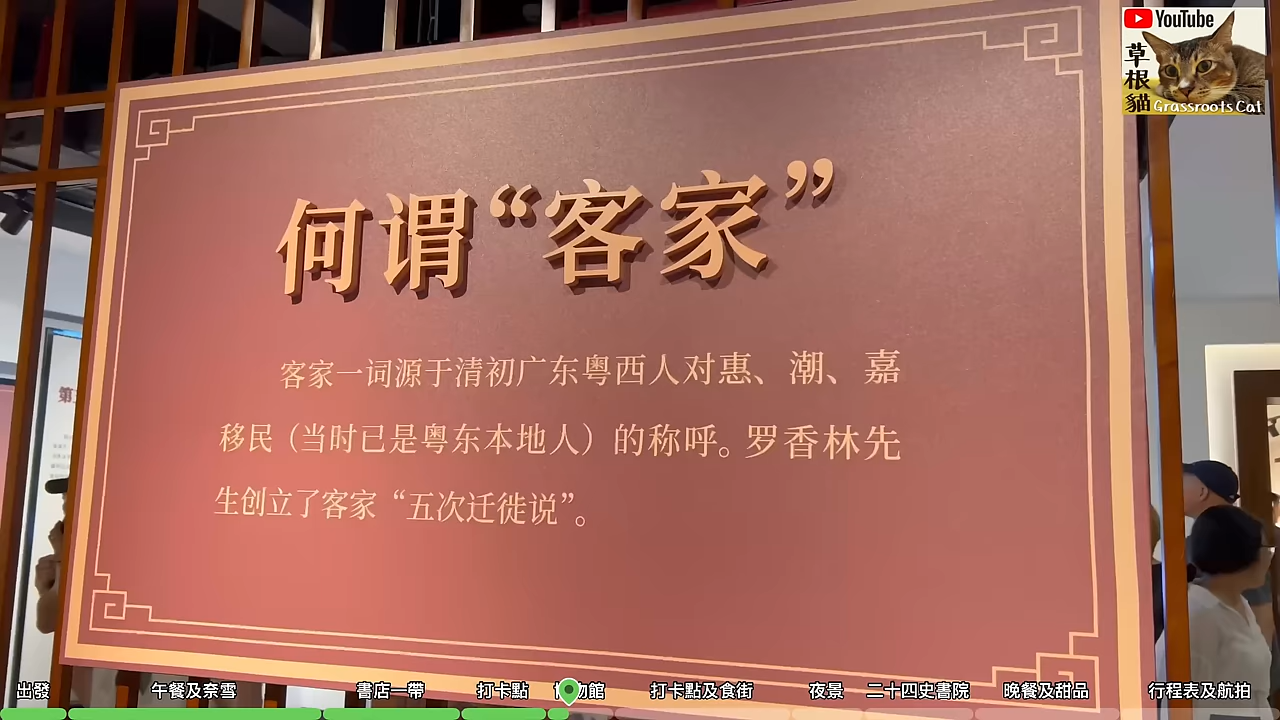 YouTube
草根貓
Grassroots Cat
何谓“客家”
客家一词源于清初广东粤西人对惠、潮、嘉
移民（当时已是粤东本地人）的称呼。罗香林先
生创立了客家“五次迁徙说”。
第
出發
午餐及奈雪
書店一帶
打卡點
博物館
打卡點及食街
夜景
二十四史書院
晚餐及甜品
行程表及航拍